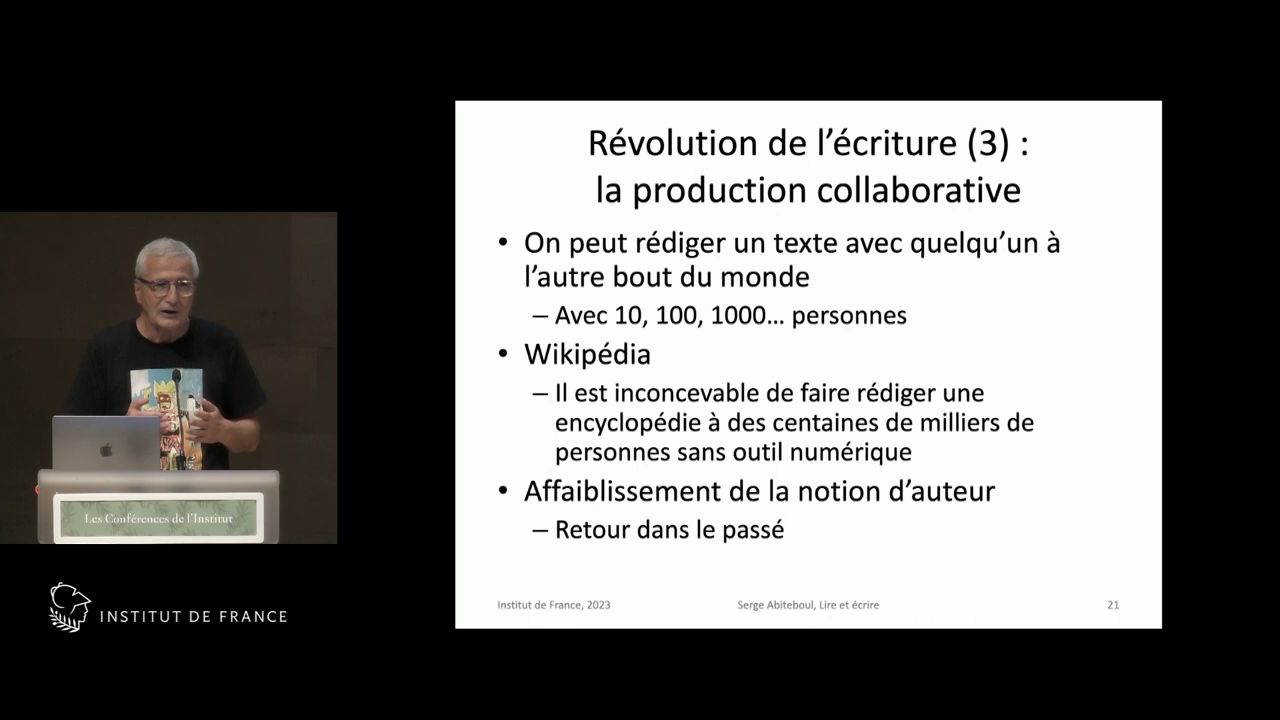 Révolution de l’écriture (3) :
la production collaborative
• On peut rédiger un texte avec quelqu’un à
l’autre bout du monde
– Avec 10, 100, 1000… personnes
• Wikipédia
– Il est inconcevable de faire rédiger une
encyclopédie à des centaines de milliers de
personnes sans outil numérique
• Affaiblissement de la notion d’auteur
– Retour dans le passé
Institut de France, 2023
Serge Abiteboul, Lire et écrire
21
Les Conférences de l’Institut
INSTITUT DE FRANCE